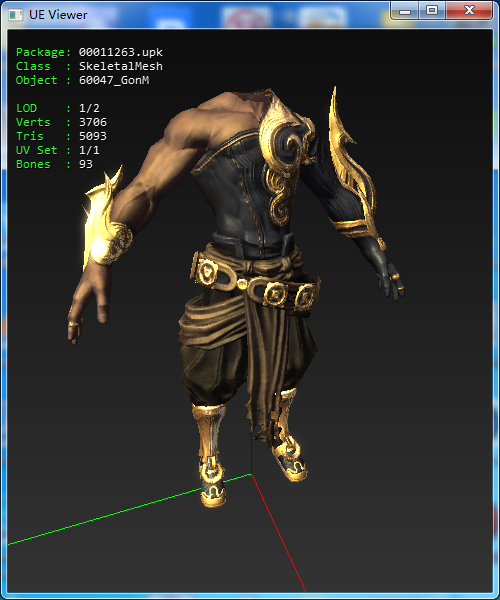 UE Viewer
Package: 00011263.upk
Class : SkeletalMesh
Object : 60047_GonM
LOD : 1/2
Verts : 3706
Tris : 5093
UV Set : 1/1
Bones : 93